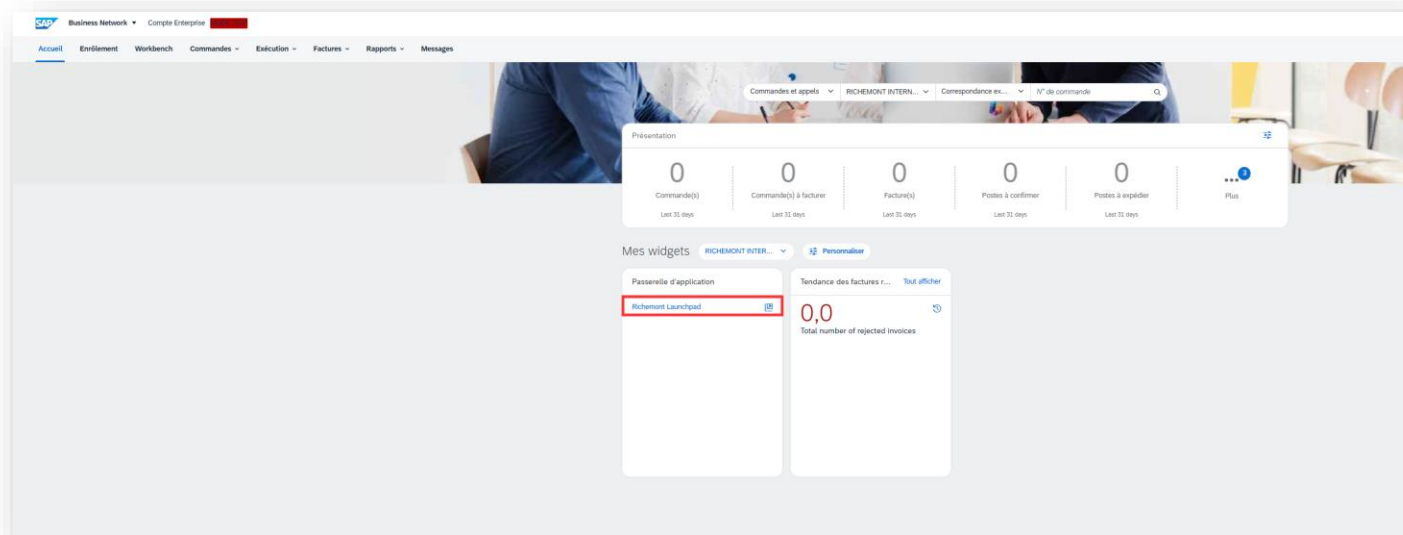 SAP Business Network Compte Enterprise
Accueil Enrôlement Workbench Commandes Exécution Factures Rapports Messages
Commandes et appels RICHEMONT INTERN... Correspondance ex... N° de commande
Présentation
0 0 0 0 0 ... 3
Commande(s) Commande(s) à facturer Facture(s) Postes à confirmer Postes à expédier Plus
Last 31 days Last 31 days Last 31 days Last 31 days Last 31 days
Mes widgets RICHEMONT INTER... Personnaliser
Passerelle d'application
Richemont Launchpad
Tendance des factures r... Tout afficher
0,0
Total number of rejected invoices